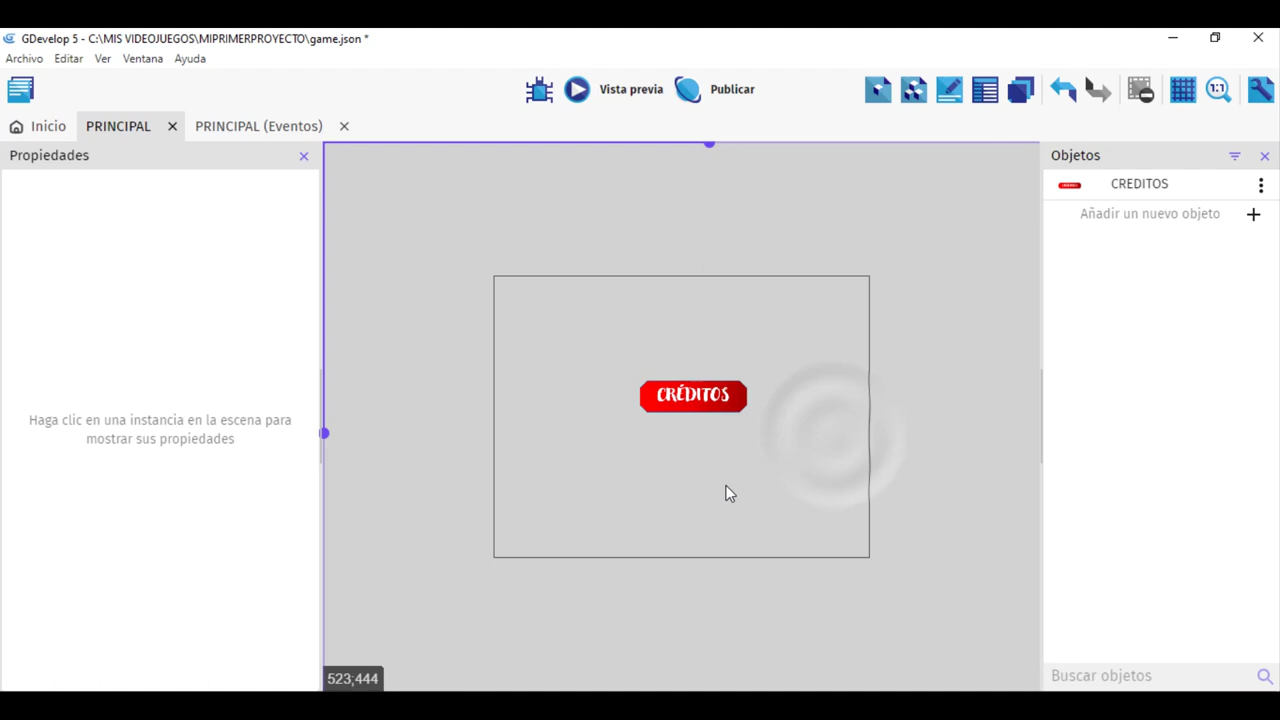 GDevelop 5 - C:\MIS VIDEOJUEGOS\MIPRIMERPROYECTO\game.json *
Archivo Editar Ver Ventana Ayuda
Vista previa Publicar 1:1
Inicio PRINCIPAL PRINCIPAL (Eventos)
Propiedades
Objetos
CREDITOS
Añadir un nuevo objeto
CRÉDITOS
Haga clic en una instancia en la escena para
mostrar sus propiedades
523;444
Buscar objetos